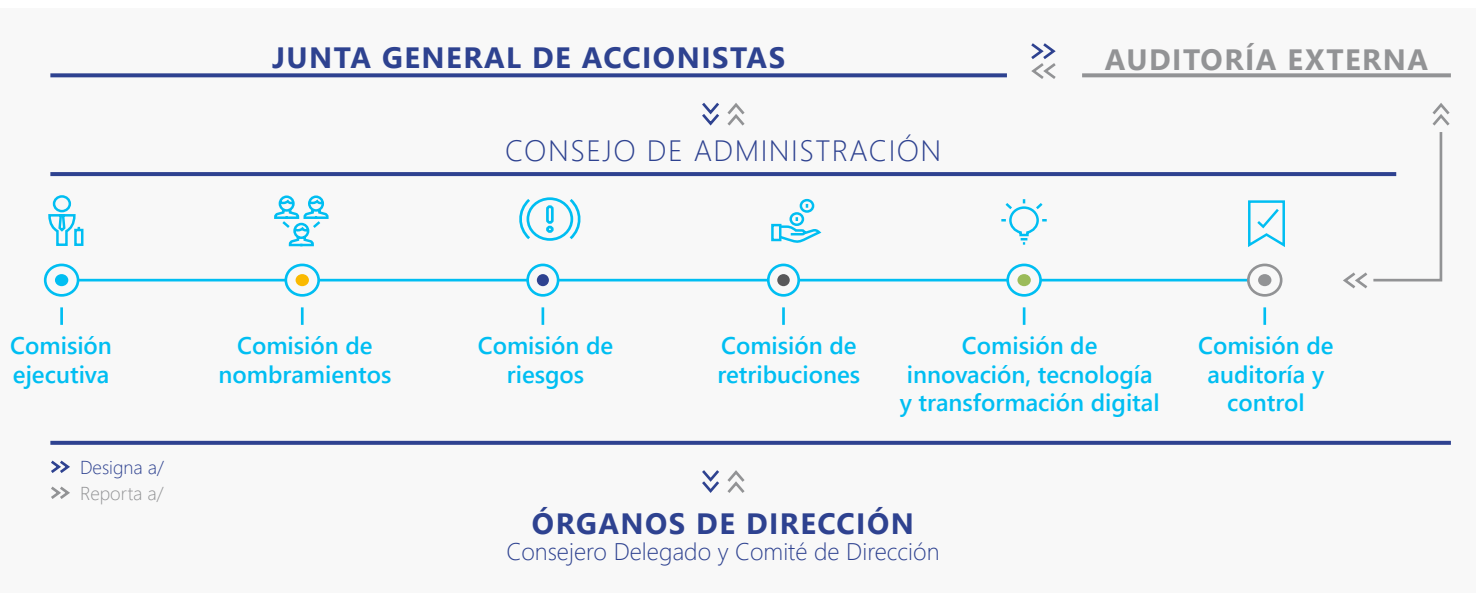 JUNTA GENERAL DE ACCIONISTAS
AUDITORÍA EXTERNA
CONSEJO DE ADMINISTRACIÓN
Comisión
ejecutiva
Comisión de
nombramientos
Comisión de
riesgos
Comisión de
retribuciones
Comisión de
innovación, tecnología
y transformación digital
Comisión de
auditoría y
control
Designa a/
Reporta a/
ÓRGANOS DE DIRECCIÓN
Consejero Delegado y Comité de Dirección